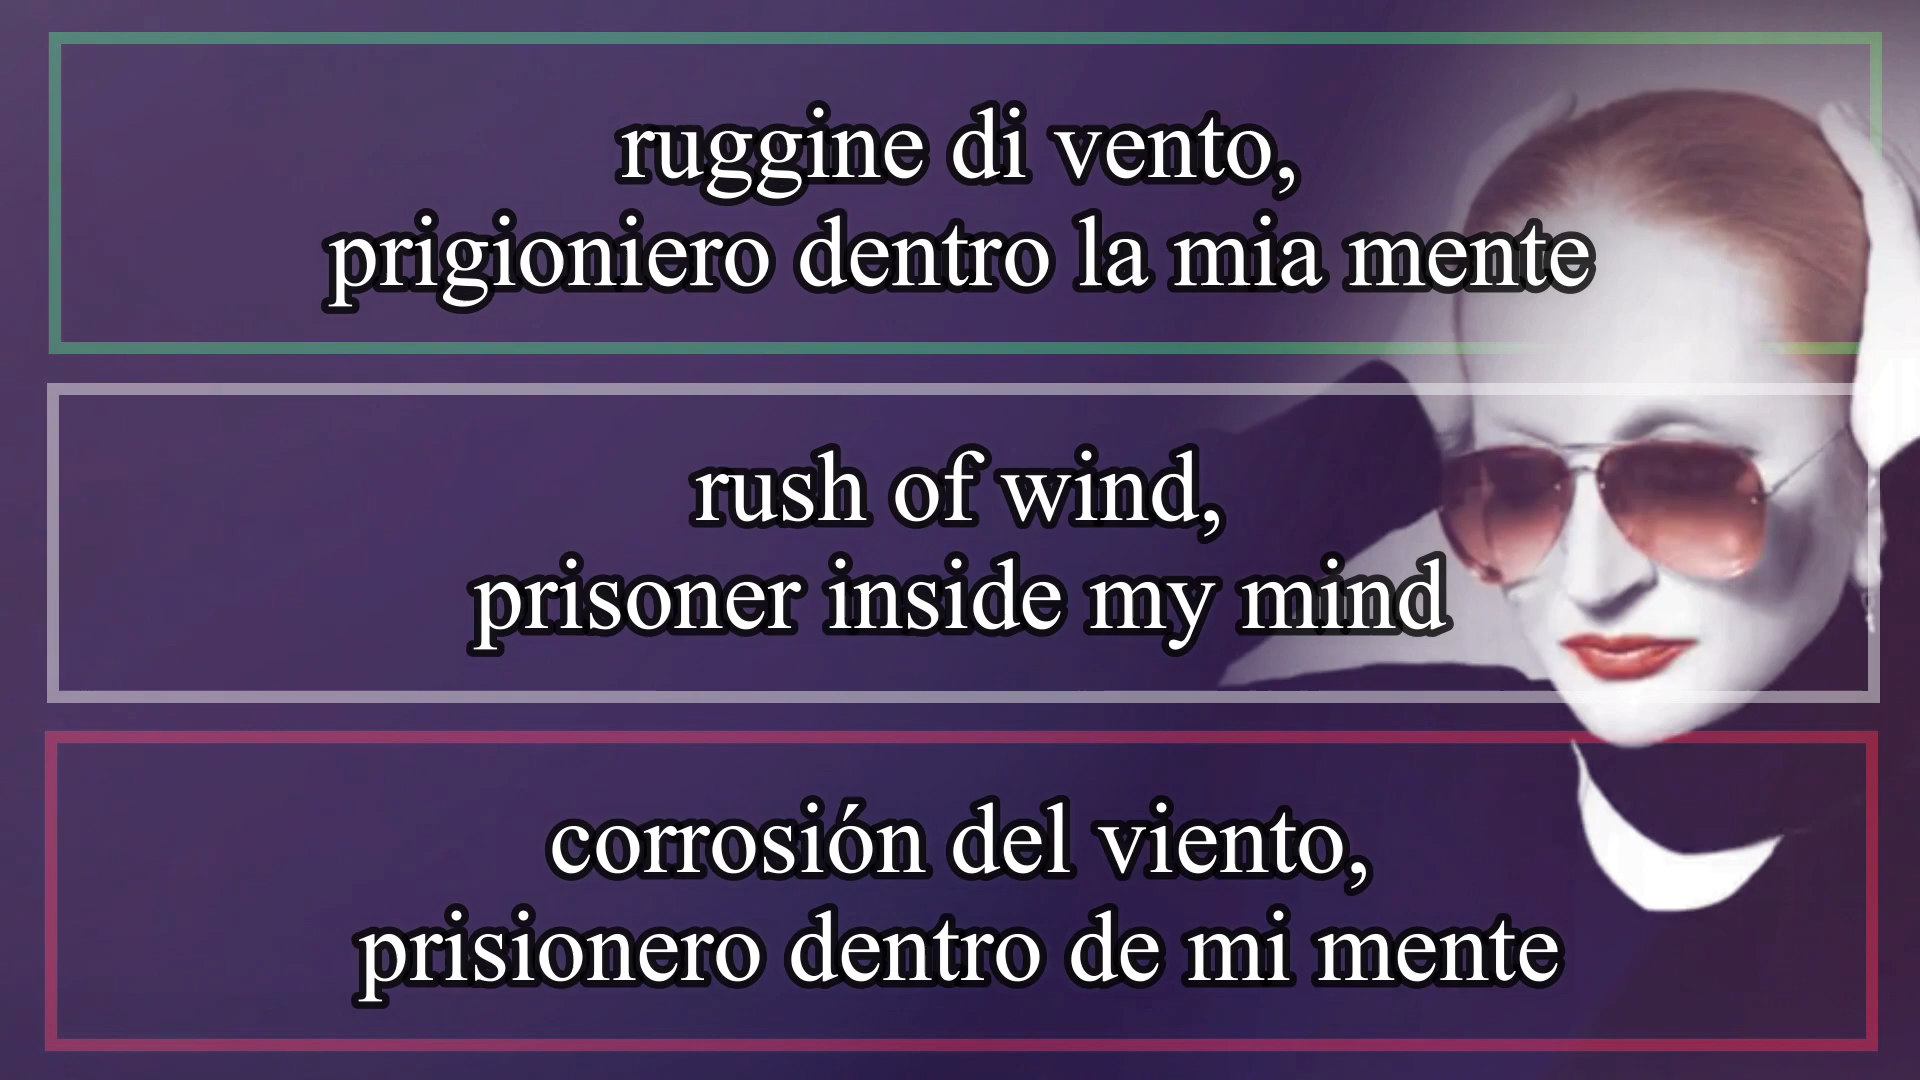 ruggine di vento,
prigioniero dentro la mia mente
rush of wind,
prisoner inside my mind
corrosión del viento,
prisionero dentro de mi mente